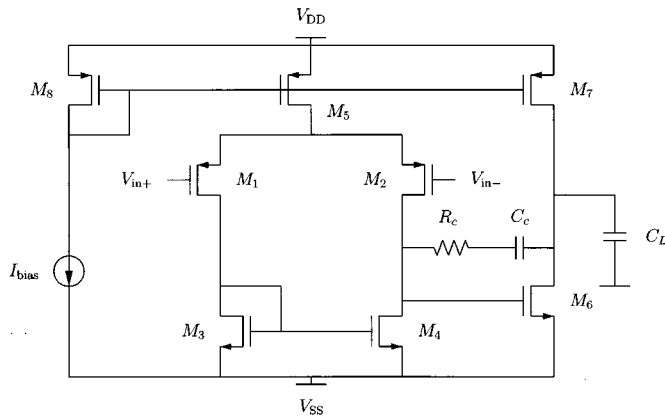 V_DD
M_8
M_5
M_7
V_in+
M_1
M_2
V_in−
R_c
C_c
C_L
I_bias
M_3
M_4
M_6
V_SS